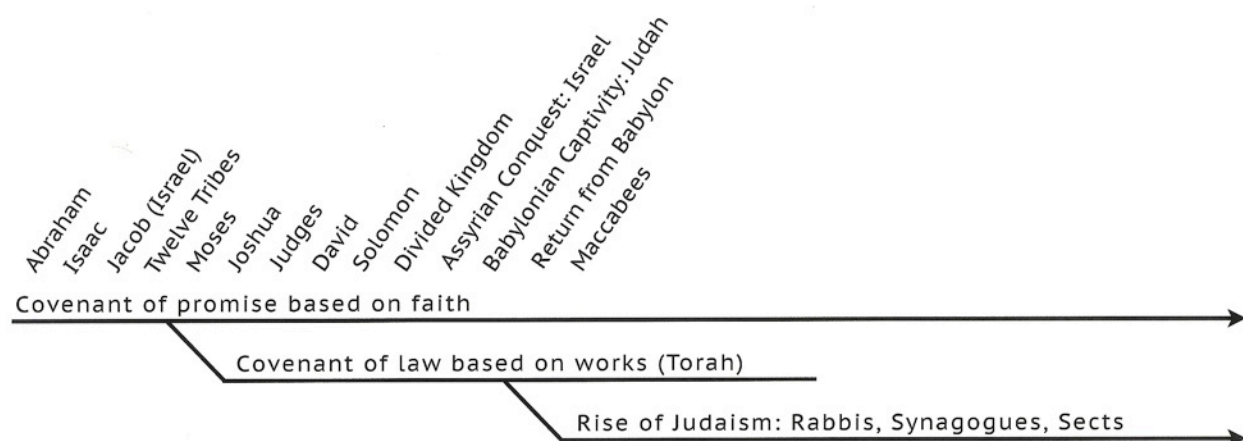 Abraham
Isaac
Jacob (Israel)
Twelve Tribes
Moses
Joshua
Judges
David
Solomon
Divided Kingdom
Assyrian Conquest: Israel
Babylonian Captivity: Judah
Return from Babylon
Maccabees
Covenant of promise based on faith
Covenant of law based on works (Torah)
Rise of Judaism: Rabbis, Synagogues, Sects